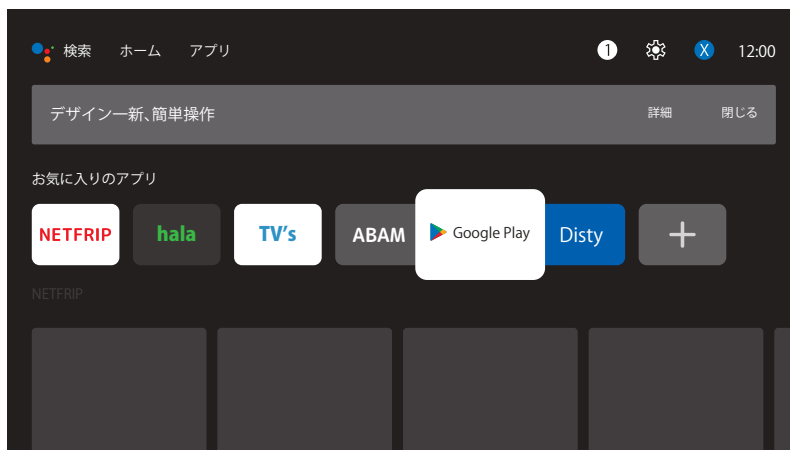 検索 ホーム アプリ 1 X 12:00
デザイン一新、簡単操作 詳細 閉じる
お気に入りのアプリ
NETFRIP hala TV's ABAM Google Play Disty
NETFRIP